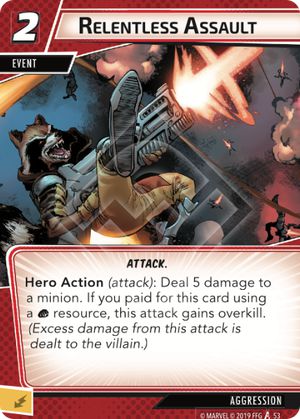 2
RELENTLESS ASSAULT
EVENT
ATTACK.
Hero Action (attack): Deal 5 damage to
a minion. If you paid for this card using
a resource, this attack gains overkill.
(Excess damage from this attack is
dealt to the villain.)
AGGRESSION
© MARVEL © 2019 FFG 53